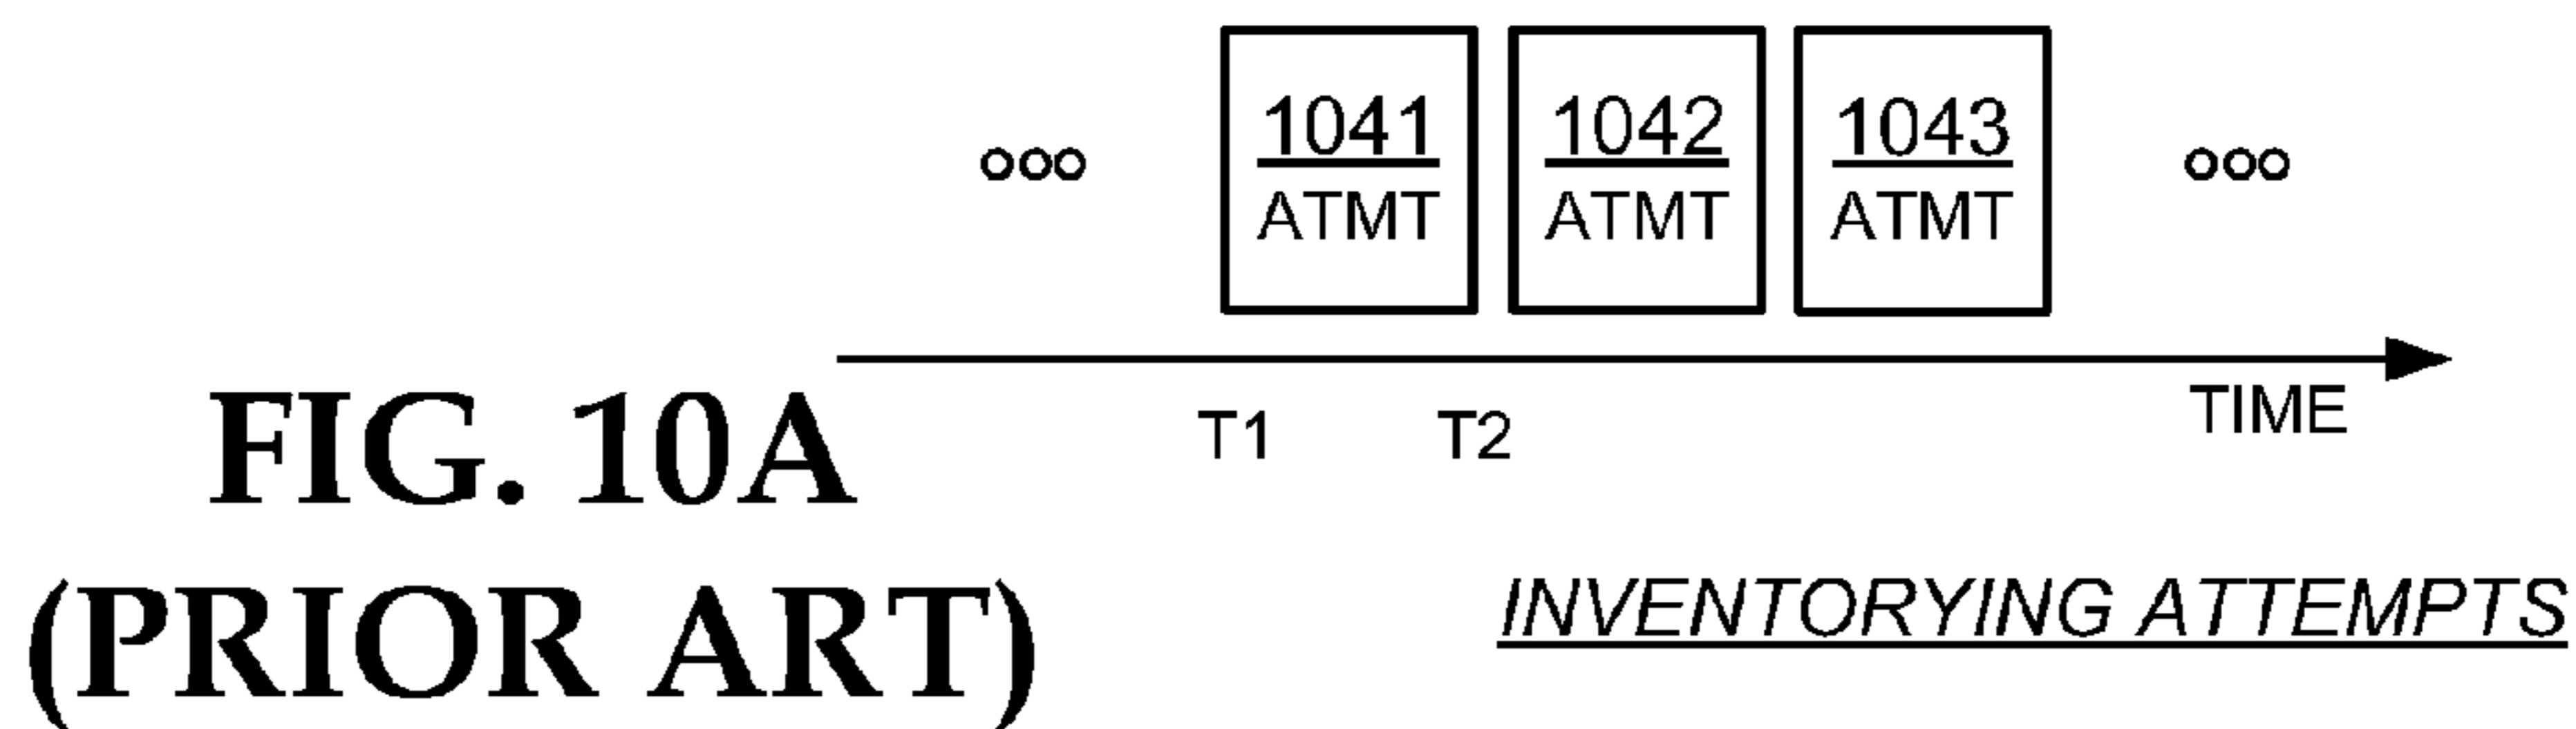 1041 1042 1043
ATMT ATMT ATMT
TIME
T1 T2
FIG. 10A
(PRIOR ART)
INVENTORYING ATTEMPTS